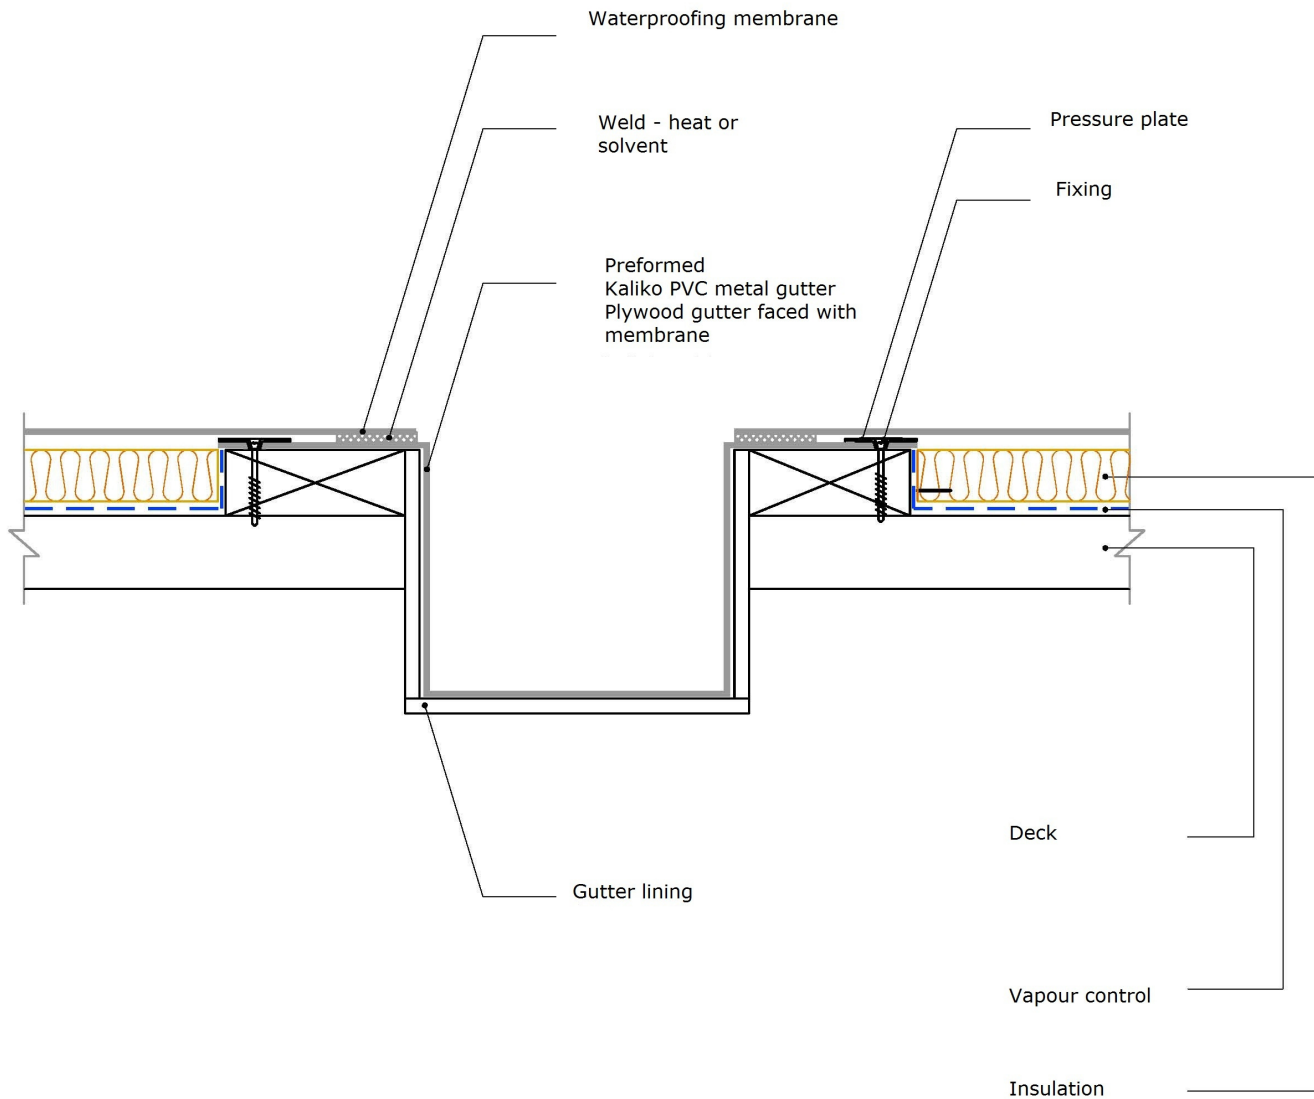 Waterproofing membrane
Weld - heat or
solvent
Pressure plate
Fixing
Preformed
Kaliko PVC metal gutter
Plywood gutter faced with
membrane
Deck
Gutter lining
Vapour control
Insulation